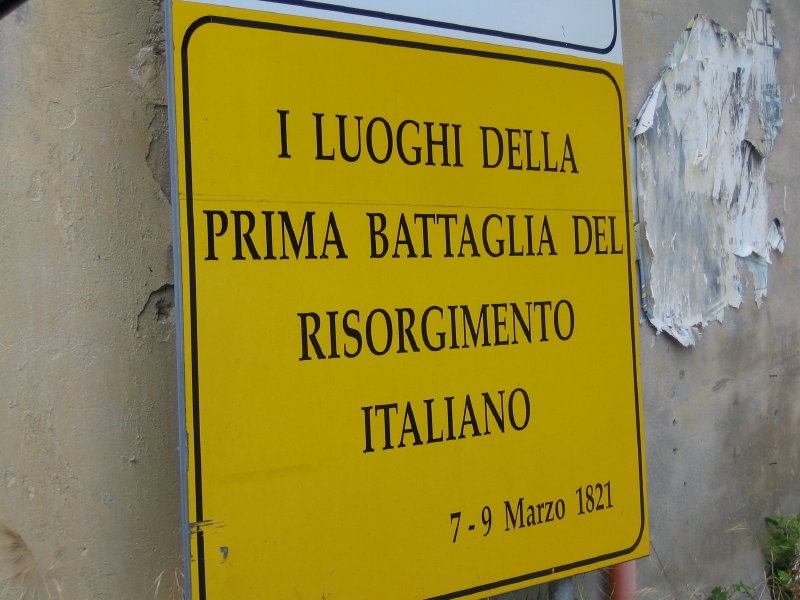 I LUOGHI DELLA
PRIMA BATTAGLIA DEL
RISORGIMENTO
ITALIANO
7 - 9 Marzo 1821